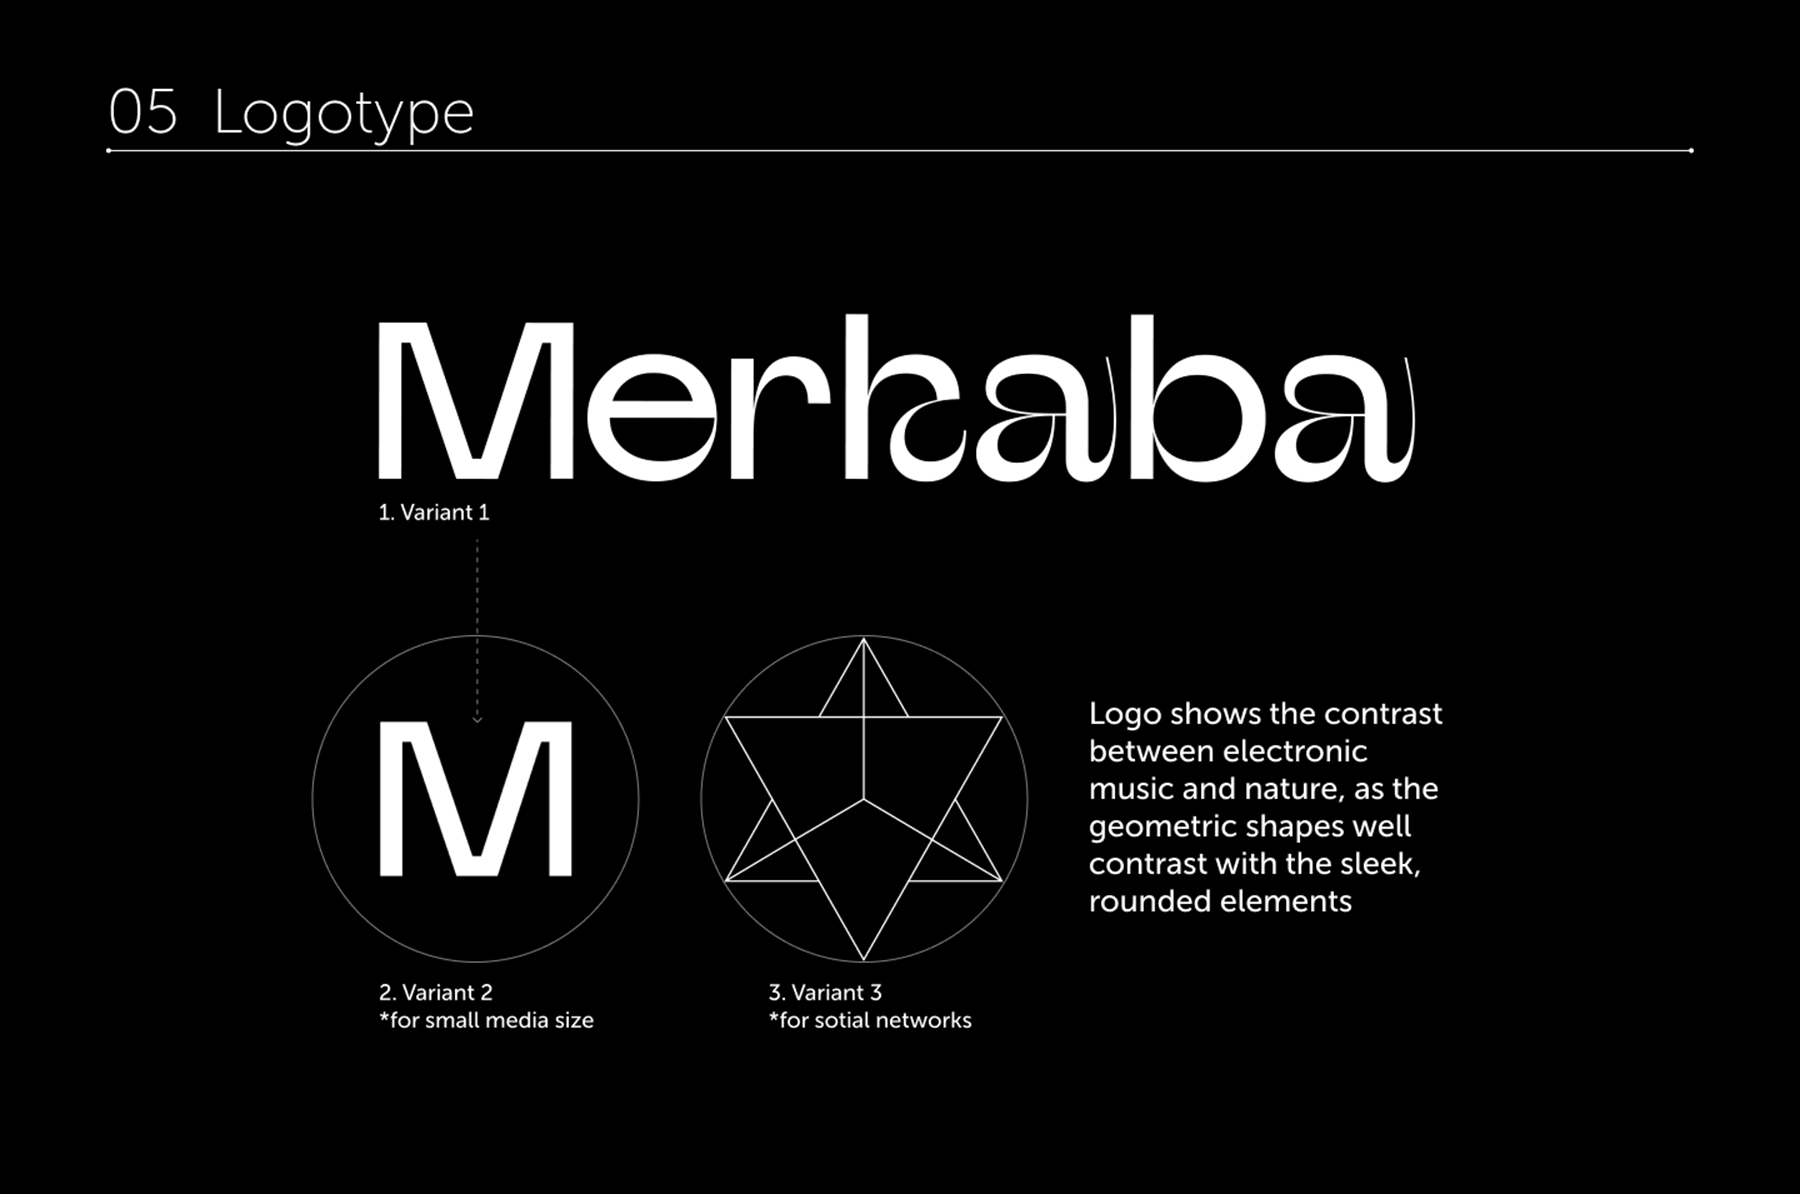 05 Logotype
Merkaba
1. Variant 1
M
Logo shows the contrast
between electronic
music and nature, as the
geometric shapes well
contrast with the sleek,
rounded elements
2. Variant 2
*for small media size
3. Variant 3
*for sotial networks